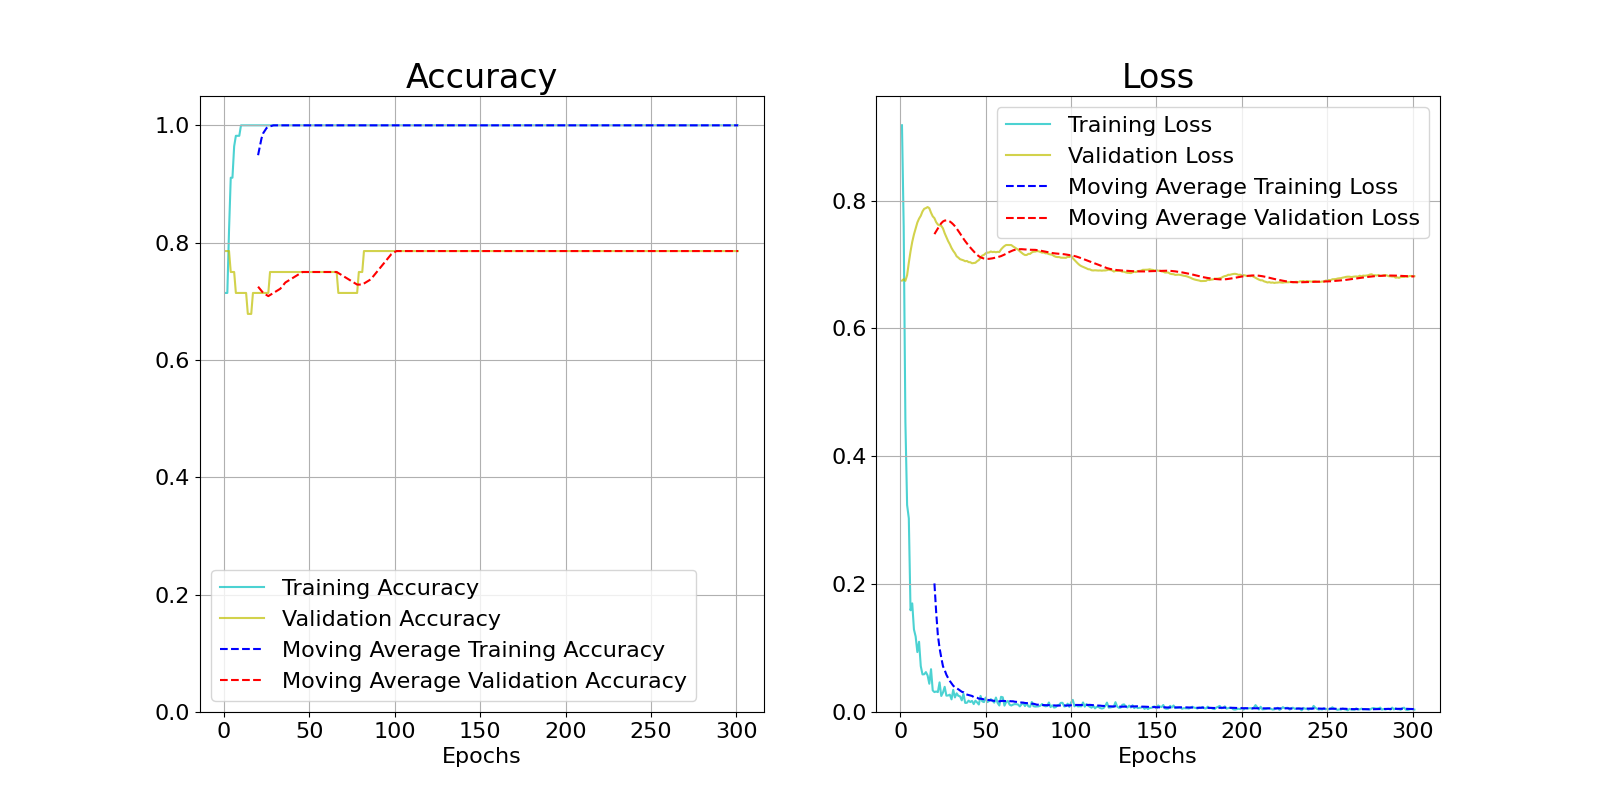 Accuracy
1.0
0.8
0.6
0.4
0.2
0.0
Training Accuracy
Validation Accuracy
Moving Average Training Accuracy
Moving Average Validation Accuracy
0 50 100 150 200 250 300
Epochs
Loss
0.8
0.6
0.4
0.2
0.0
Training Loss
Validation Loss
Moving Average Training Loss
Moving Average Validation Loss
0 50 100 150 200 250 300
Epochs